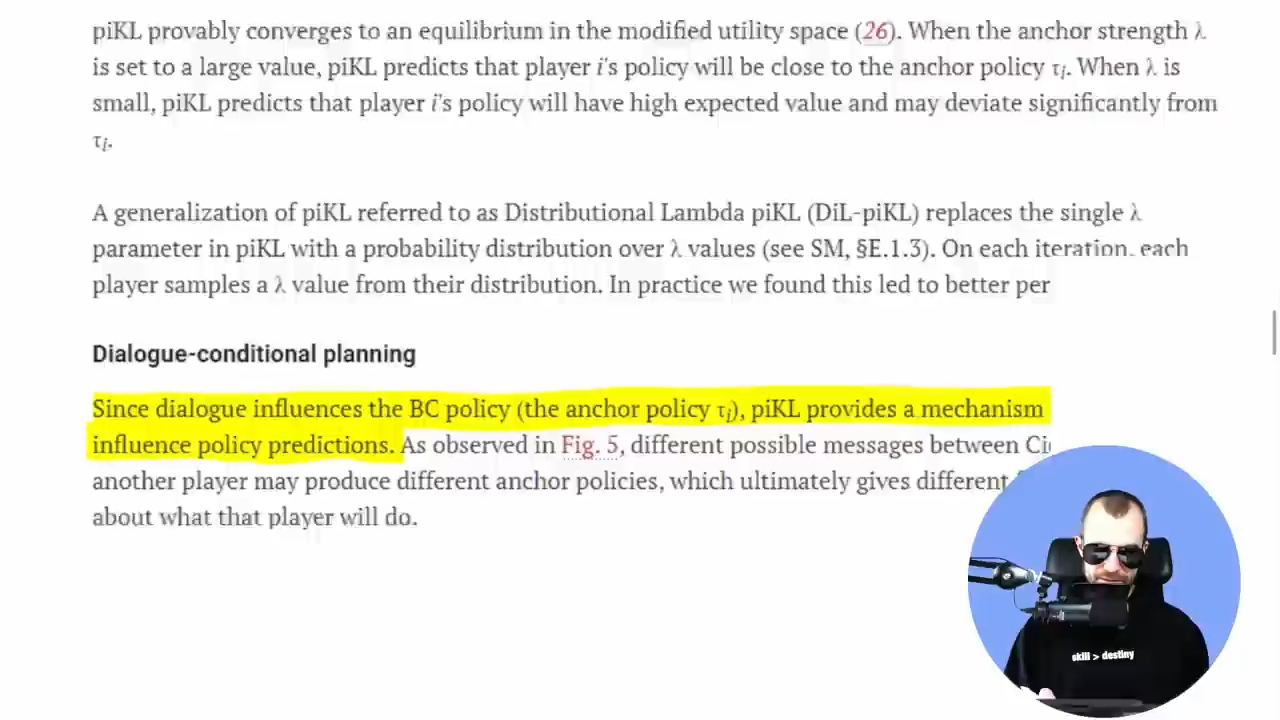 piKL provably converges to an equilibrium in the modified utility space (26). When the anchor strength λ
is set to a large value, piKL predicts that player i's policy will be close to the anchor policy τi. When λ is
small, piKL predicts that player i's policy will have high expected value and may deviate significantly from
τi.
A generalization of piKL referred to as Distributional Lambda piKL (DiL-piKL) replaces the single λ
parameter in piKL with a probability distribution over λ values (see SM, §E.1.3). On each iteration, each
player samples a λ value from their distribution. In practice we found this led to better per
Dialogue-conditional planning
Since dialogue influences the BC policy (the anchor policy τi), piKL provides a mechanism
influence policy predictions. As observed in Fig. 5, different possible messages between Ci
another player may produce different anchor policies, which ultimately gives different
about what that player will do.
skill > destiny